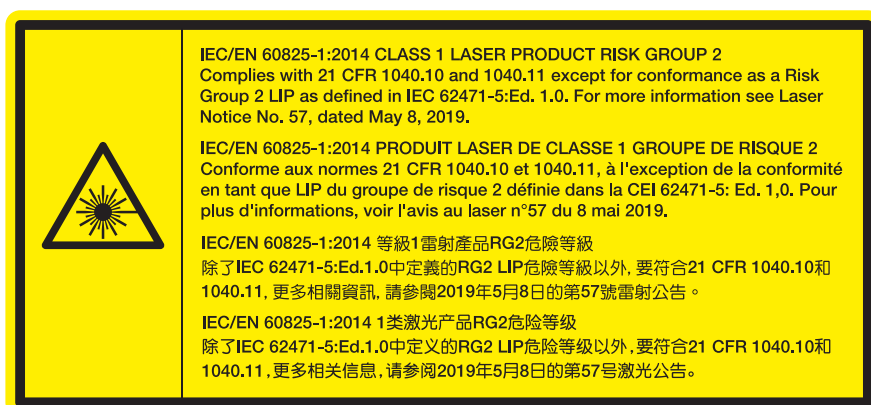 IEC/EN 60825-1:2014 CLASS 1 LASER PRODUCT RISK GROUP 2
Complies with 21 CFR 1040.10 and 1040.11 except for conformance as a Risk
Group 2 LIP as defined in IEC 62471-5:Ed. 1.0. For more information see Laser
Notice No. 57, dated May 8, 2019.
IEC/EN 60825-1:2014 PRODUIT LASER DE CLASSE 1 GROUPE DE RISQUE 2
Conforme aux normes 21 CFR 1040.10 et 1040.11, à l'exception de la conformité
en tant que LIP du groupe de risque 2 définie dans la CEI 62471-5: Ed. 1,0. Pour
plus d'informations, voir l'avis au laser n°57 du 8 mai 2019.
IEC/EN 60825-1:2014 等級1雷射產品RG2危險等級
除了IEC 62471-5:Ed.1.0中定義的RG2 LIP危險等級以外, 要符合21 CFR 1040.10和
1040.11, 更多相關資訊, 請參閱2019年5月8日的第57號雷射公告。
IEC/EN 60825-1:2014 1类激光产品RG2危险等级
除了IEC 62471-5:Ed.1.0中定义的RG2 LIP危险等级以外,要符合21 CFR 1040.10和
1040.11,更多相关信息,请参阅2019年5月8日的第57号激光公告。